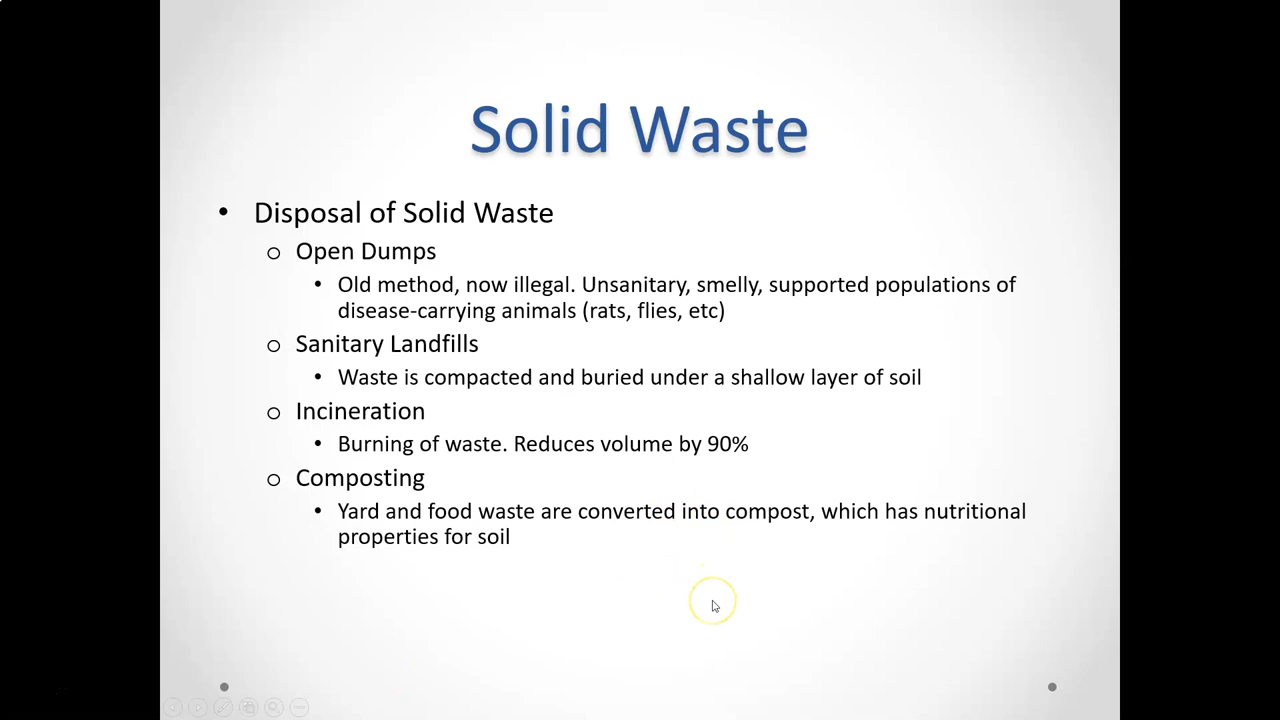 Solid Waste
• Disposal of Solid Waste
o Open Dumps
• Old method, now illegal. Unsanitary, smelly, supported populations of
disease-carrying animals (rats, flies, etc)
o Sanitary Landfills
• Waste is compacted and buried under a shallow layer of soil
o Incineration
• Burning of waste. Reduces volume by 90%
o Composting
• Yard and food waste are converted into compost, which has nutritional
properties for soil